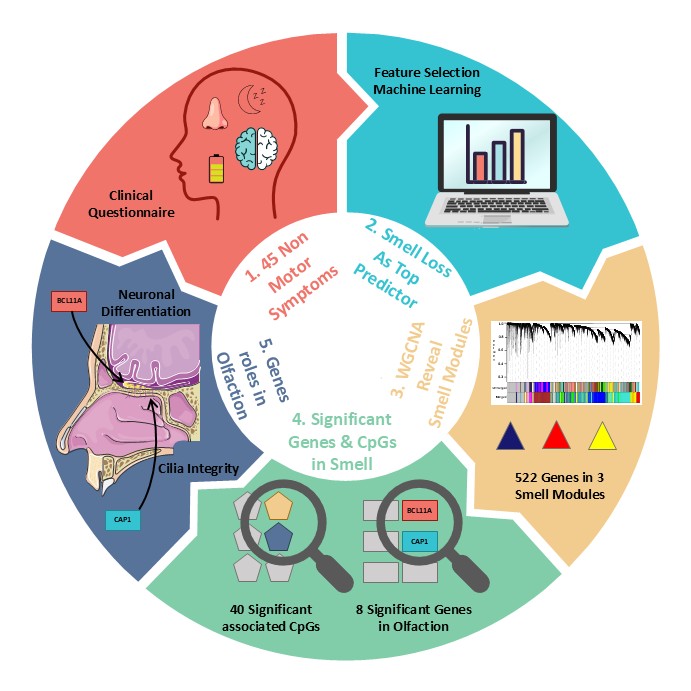 Clinical
Questionnaire
1. 45 Non
Motor
Symptoms
Feature Selection
Machine Learning
2. Smell Loss
As Top
Predictor
3. WGCNA
Reveal
Smell Modules
522 Genes in 3
Smell Modules
4. Significant
Genes & CpGs
in Smell
40 Significant
associated CpGs
BCL11A
CAP1
8 Significant Genes
in Olfaction
5. Genes
roles in
Olfaction
BCL11A
Neuronal
Differentiation
Cilia Integrity
CAP1